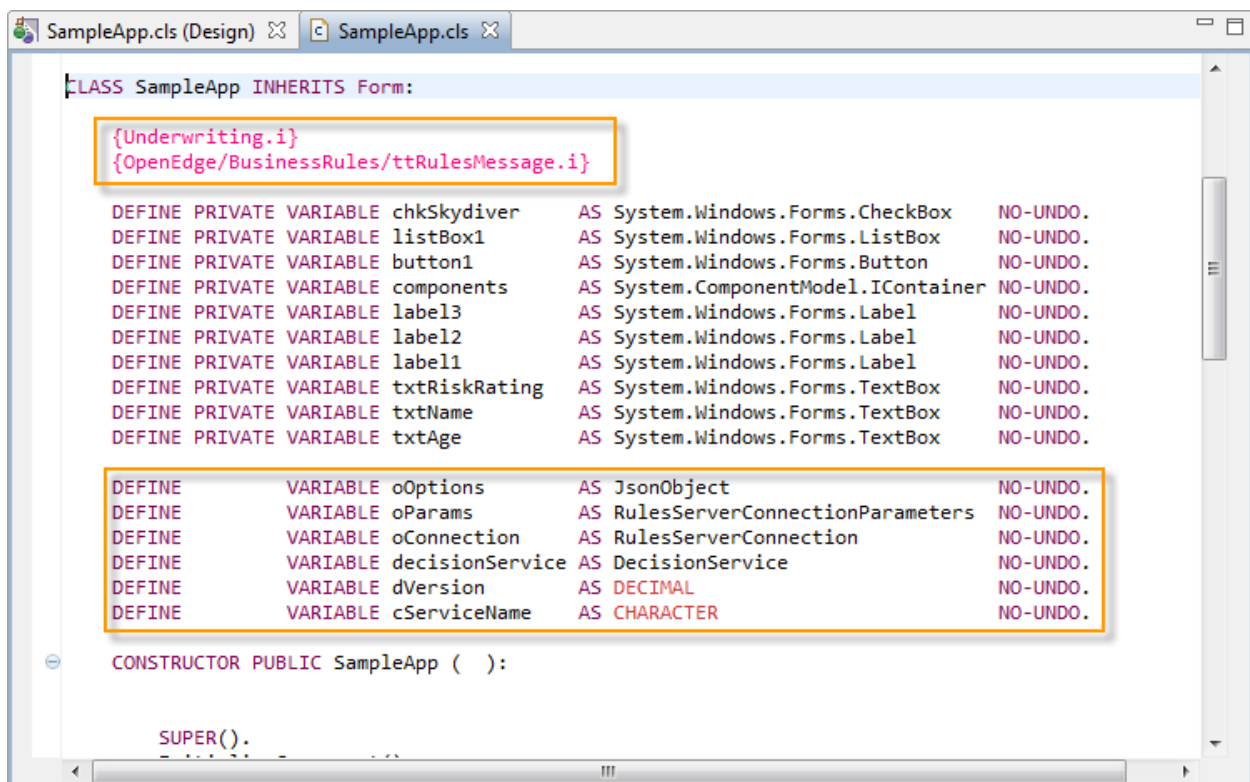 SampleApp.cls (Design) SampleApp.cls
CLASS SampleApp INHERITS Form:
{Underwriting.i}
{OpenEdge/BusinessRules/ttRulesMessage.i}
DEFINE PRIVATE VARIABLE chkSkydiver AS System.Windows.Forms.CheckBox NO-UNDO.
DEFINE PRIVATE VARIABLE listBox1 AS System.Windows.Forms.ListBox NO-UNDO.
DEFINE PRIVATE VARIABLE button1 AS System.Windows.Forms.Button NO-UNDO.
DEFINE PRIVATE VARIABLE components AS System.ComponentModel.IContainer NO-UNDO.
DEFINE PRIVATE VARIABLE label3 AS System.Windows.Forms.Label NO-UNDO.
DEFINE PRIVATE VARIABLE label2 AS System.Windows.Forms.Label NO-UNDO.
DEFINE PRIVATE VARIABLE label1 AS System.Windows.Forms.Label NO-UNDO.
DEFINE PRIVATE VARIABLE txtRiskRating AS System.Windows.Forms.TextBox NO-UNDO.
DEFINE PRIVATE VARIABLE txtName AS System.Windows.Forms.TextBox NO-UNDO.
DEFINE PRIVATE VARIABLE txtAge AS System.Windows.Forms.TextBox NO-UNDO.
DEFINE VARIABLE oOptions AS JsonObject NO-UNDO.
DEFINE VARIABLE oParams AS RulesServerConnectionParameters NO-UNDO.
DEFINE VARIABLE oConnection AS RulesServerConnection NO-UNDO.
DEFINE VARIABLE decisionService AS DecisionService NO-UNDO.
DEFINE VARIABLE dVersion AS DECIMAL NO-UNDO.
DEFINE VARIABLE cServiceName AS CHARACTER NO-UNDO.
CONSTRUCTOR PUBLIC SampleApp ( ):
SUPER().